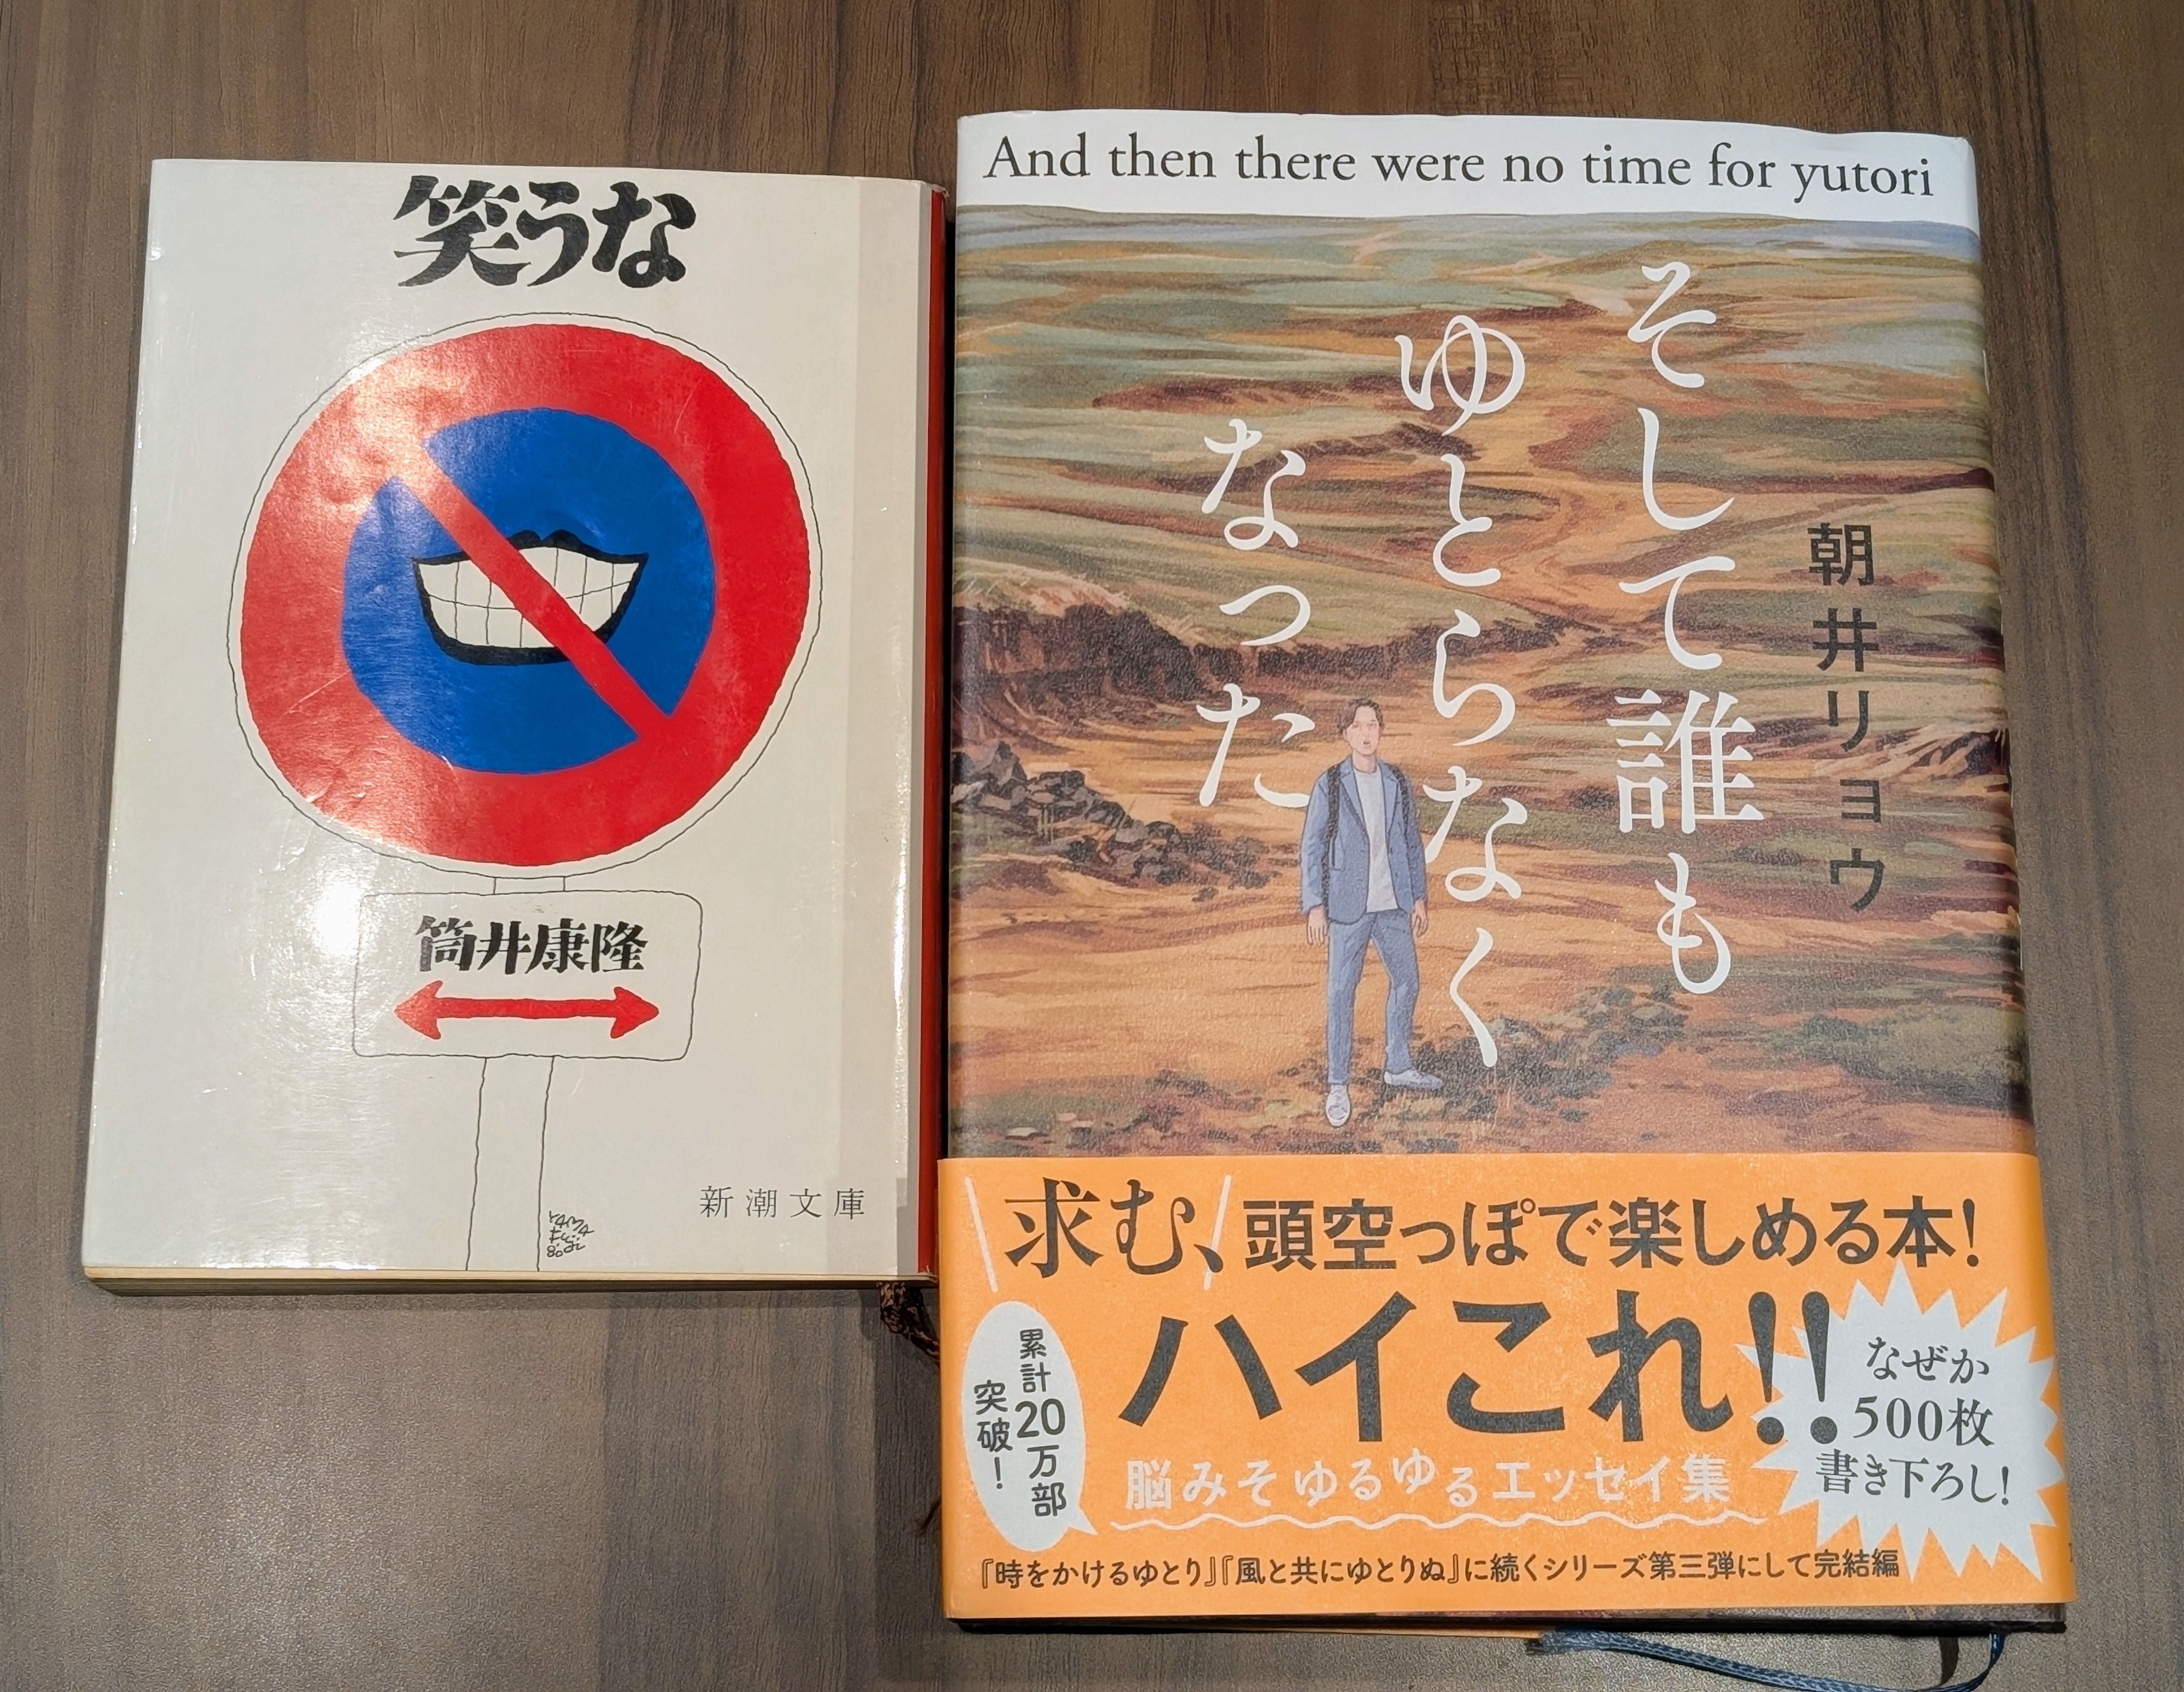 笑うな
筒井康隆
新潮文庫
And then there were no time for yutori
朝井リョウ
そして誰も
ゆとらなく
なった
求む、頭空っぽで楽しめる本!
ハイこれ!!
累計20万部
突破!
なぜか
500枚
書き下ろし!
脳みそゆるゆるエッセイ集
『時をかけるゆとり』『風と共にゆとりぬ』に続くシリーズ第三弾にして完結編